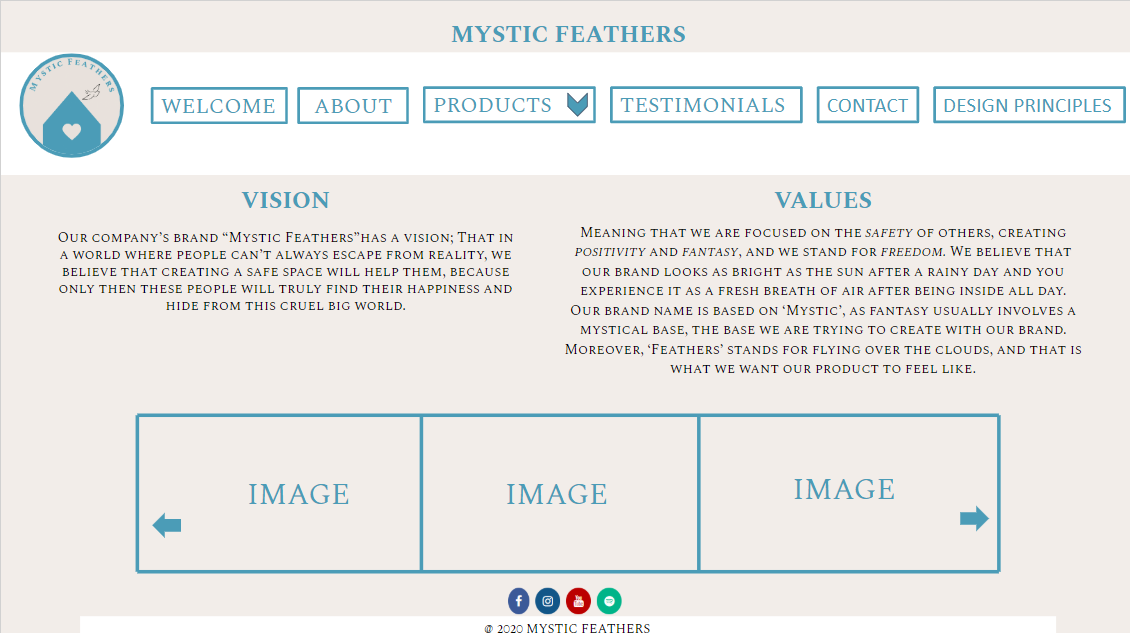 MYSTIC FEATHERS
MYSTIC FEATHERS
WELCOME
ABOUT
PRODUCTS
TESTIMONIALS
CONTACT
DESIGN PRINCIPLES
VISION
Our company's brand “Mystic Feathers”has a vision; That in
a world where people can't always escape from reality, we
believe that creating a safe space will help them, because
only then these people will truly find their happiness and
hide from this cruel big world.
VALUES
Meaning that we are focused on the safety of others, creating
positivity and fantasy, and we stand for freedom. We believe that
our brand looks as bright as the sun after a rainy day and you
experience it as a fresh breath of air after being inside all day.
Our brand name is based on ‘Mystic’, as fantasy usually involves a
mystical base, the base we are trying to create with our brand.
Moreover, ‘Feathers’ stands for flying over the clouds, and that is
what we want our product to feel like.
IMAGE
IMAGE
IMAGE
@ 2020 MYSTIC FEATHERS